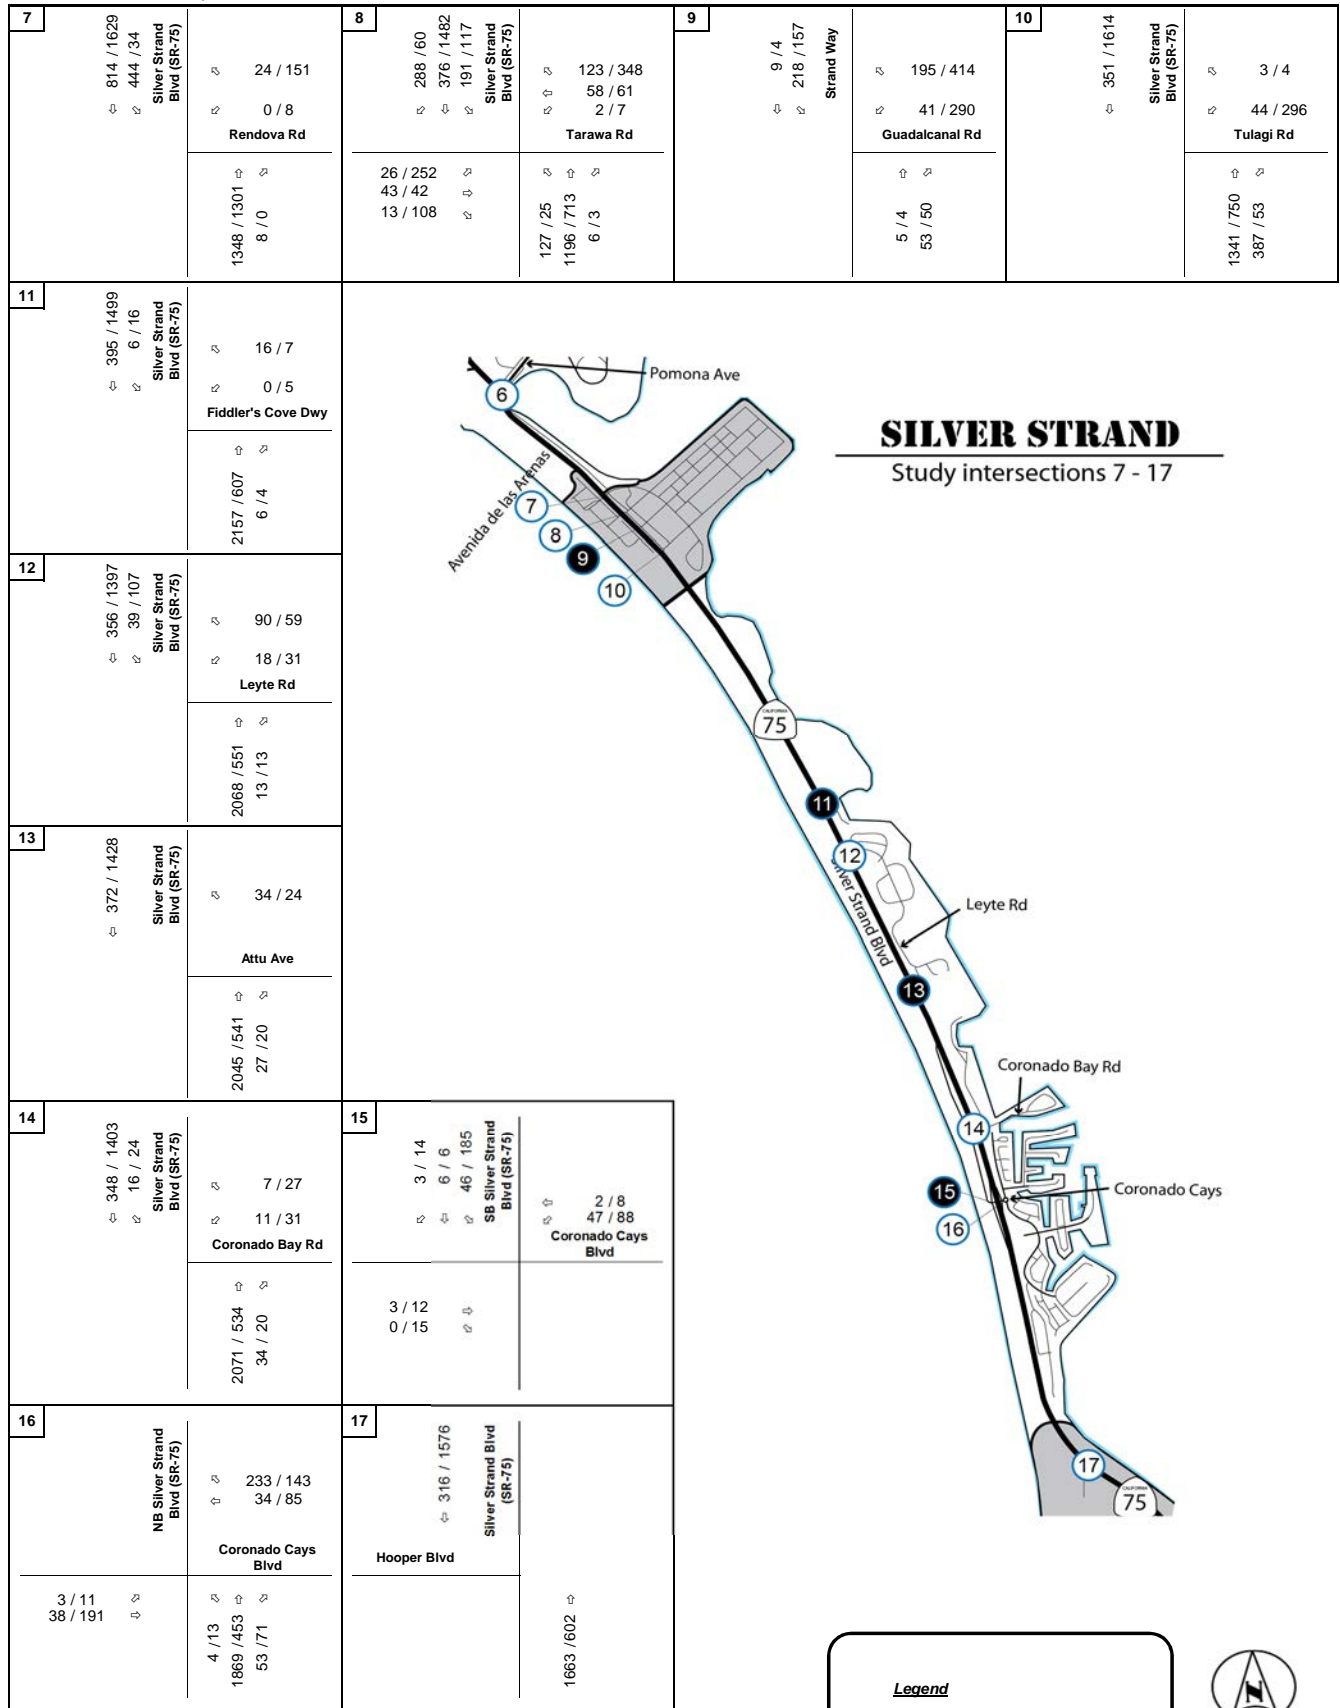 7
814 / 1629
444 / 34
Silver Strand
Blvd (SR-75)
24 / 151
0 / 8
Rendova Rd
1348 / 1301
8 / 0
8
288 / 60
376 / 1482
191 / 117
Silver Strand
Blvd (SR-75)
123 / 348
58 / 61
2 / 7
Tarawa Rd
26 / 252
43 / 42
13 / 108
127 / 25
1196 / 713
6 / 3
9
9 / 4
218 / 157
Strand Way
195 / 414
41 / 290
Guadalcanal Rd
5 / 4
53 / 50
10
351 / 1614
Silver Strand
Blvd (SR-75)
3 / 4
44 / 296
Tulagi Rd
1341 / 750
387 / 53
11
395 / 1499
6 / 16
Silver Strand
Blvd (SR-75)
16 / 7
0 / 5
Fiddler's Cove Dwy
2157 / 607
6 / 4
12
356 / 1397
39 / 107
Silver Strand
Blvd (SR-75)
90 / 59
18 / 31
Leyte Rd
2068 / 551
13 / 13
13
372 / 1428
Silver Strand
Blvd (SR-75)
34 / 24
Attu Ave
2045 / 541
27 / 20
14
348 / 1403
16 / 24
Silver Strand
Blvd (SR-75)
7 / 27
11 / 31
Coronado Bay Rd
2071 / 534
34 / 20
15
3 / 14
6 / 6
46 / 185
SB Silver Strand
Blvd (SR-75)
2 / 8
47 / 88
Coronado Cays
Blvd
3 / 12
0 / 15
16
NB Silver Strand
Blvd (SR-75)
233 / 143
34 / 85
Coronado Cays
Blvd
3 / 11
38 / 191
4 / 13
1869 / 453
53 / 71
17
316 / 1576
Silver Strand Blvd
(SR-75)
Hooper Blvd
1663 / 602
SILVER STRAND
Study intersections 7 - 17
Pomona Ave
6
Avenida de las Arenas
7
8
9
10
CALIFORNIA
75
11
12
Silver Strand Blvd
Leyte Rd
13
Coronado Bay Rd
14
15
Coronado Cays
16
17
CALIFORNIA
75
Legend
N